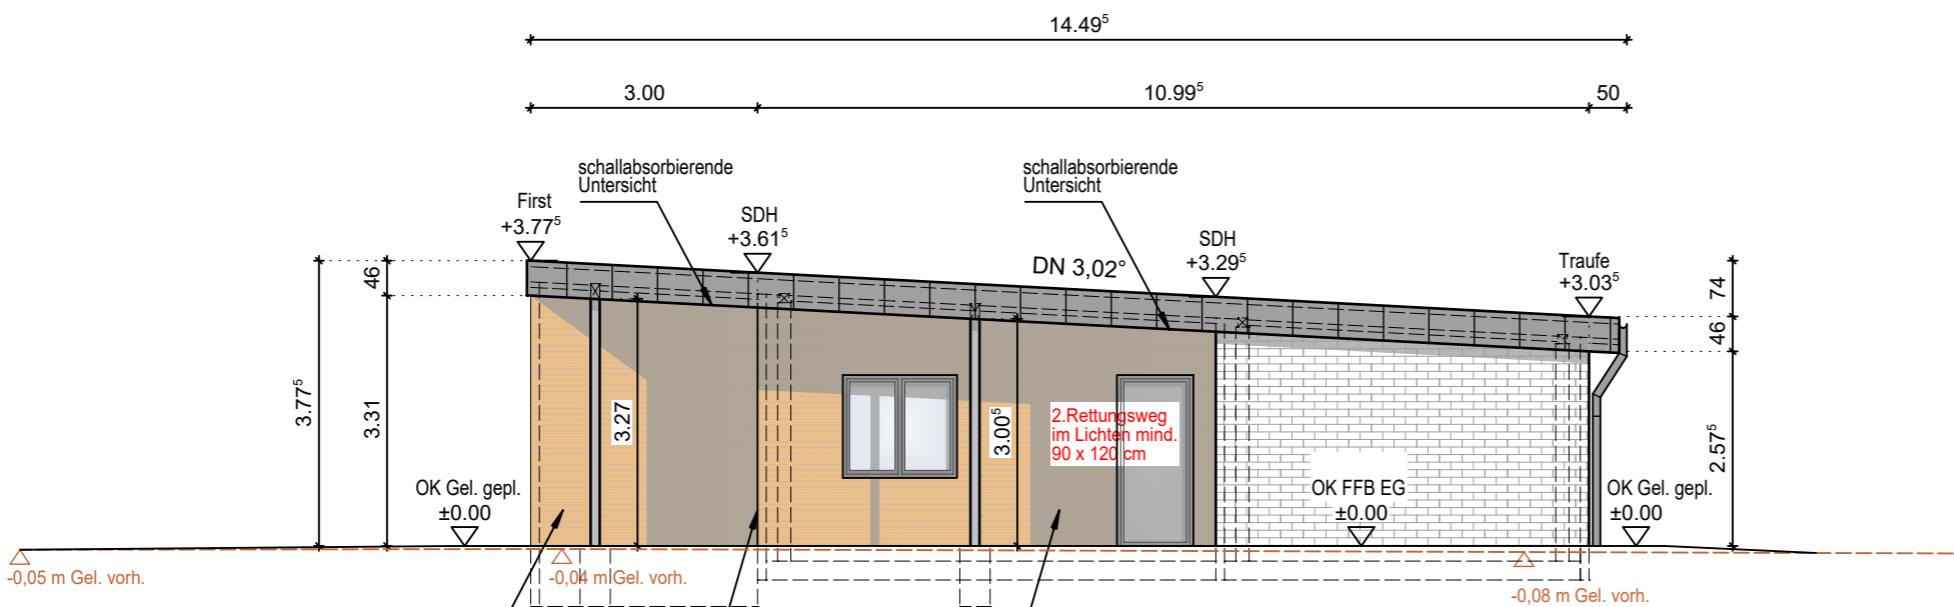 14.49⁵
3.00
10.99⁵
50
schallabsorbierende
Untersicht
schallabsorbierende
Untersicht
First
+3.77⁵
SDH
+3.61⁵
SDH
+3.29⁵
DN 3,02°
Traufe
+3.03⁵
46
74
46
3.77⁵
3.31
3.27
3.00⁵
2.57⁵
2.Rettungsweg
im Lichten mind.
90 x 120 cm
OK Gel. gepl.
±0.00
OK FFB EG
±0.00
OK Gel. gepl.
±0.00
-0,05 m Gel. vorh.
-0,04 m Gel. vorh.
-0,08 m Gel. vorh.